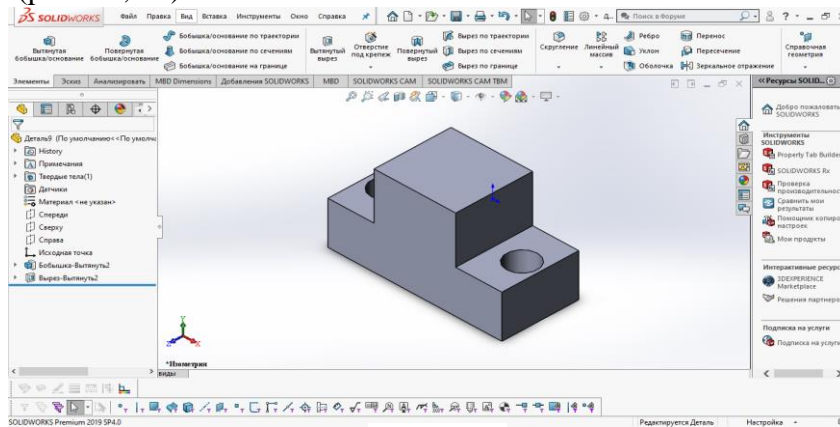 SOLIDWORKS Файл Правка Вид Вставка Инструменты Окно Справка Поиск в Форуме
Вытянутая бобышка/основание
Повернутая бобышка/основание
Бобышка/основание по траектории
Бобышка/основание по сечениям
Бобышка/основание на границе
Вытянутый вырез
Отверстие под крепеж
Повернутый вырез
Вырез по траектории
Вырез по сечениям
Вырез по границе
Скругление
Линейный массив
Ребро
Уклон
Оболочка
Перенос
Пересечение
Зеркальное отражение
Справочная геометрия
Элементы Эскиз Анализировать MBD Dimensions Добавления SOLIDWORKS MBD SOLIDWORKS CAM SOLIDWORKS CAM TBM
Деталь9 (По умолчанию<<По умолча
History
Примечания
Твердые тела(1)
Датчики
Материал <не указан>
Спереди
Сверху
Справа
Исходная точка
Бобышка-Вытянуть2
Вырез-Вытянуть2
*Изометрия
виды
Ресурсы SOLID...
Добро пожаловать
SOLIDWORKS
Инструменты
SOLIDWORKS
Property Tab Builder
SOLIDWORKS Rx
Проверка
производительнос
Сравнить мои
результаты
Помощник копиро
настроек
Мои продукты
Интерактивные ресурс
3DEXPERIENCE
Marketplace
Решения партнеро
Подписка на услуги
Подписка на услуги
SOLIDWORKS Premium 2019 SP4.0 Редактируется Деталь Настройка